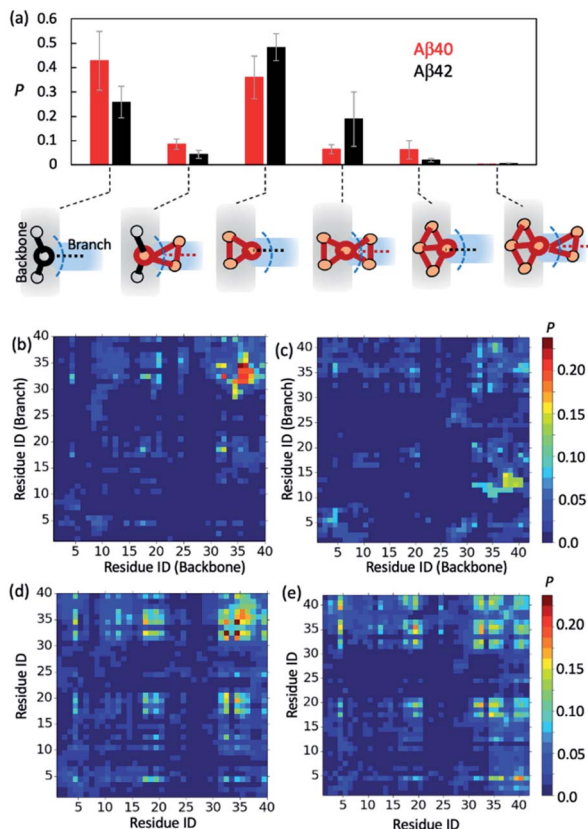 (a)
P
0.6
0.5
0.4
0.3
0.2
0.1
0
Aβ40
Aβ42
Backbone
Branch
(b)
40
35
30
25
20
15
10
5
Residue ID (Branch)
5 10 15 20 25 30 35 40
Residue ID (Backbone)
(c)
40
35
30
25
20
15
10
5
Residue ID (Branch)
5 10 15 20 25 30 35 40
Residue ID (Backbone)
P
0.20
0.15
0.10
0.05
0.00
(d)
40
35
30
25
20
15
10
5
Residue ID
5 10 15 20 25 30 35 40
Residue ID
(e)
40
35
30
25
20
15
10
5
Residue ID
5 10 15 20 25 30 35 40
Residue ID
P
0.20
0.15
0.10
0.05
0.00